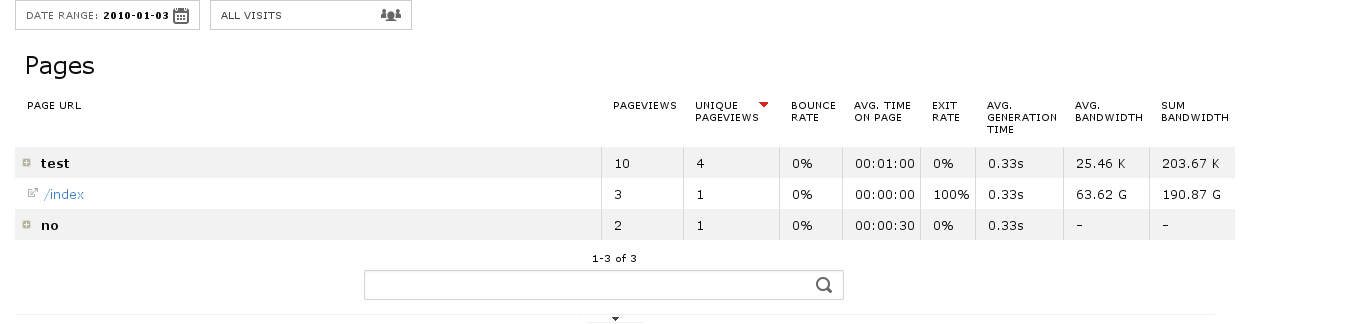 DATE RANGE: 2010-01-03 ALL VISITS
Pages
PAGE URL PAGEVIEWS UNIQUE PAGEVIEWS BOUNCE RATE AVG. TIME ON PAGE EXIT RATE AVG. GENERATION TIME AVG. BANDWIDTH SUM BANDWIDTH
test 10 4 0% 00:01:00 0% 0.33s 25.46 K 203.67 K
/index 3 1 0% 00:00:00 100% 0.33s 63.62 G 190.87 G
no 2 1 0% 00:00:30 0% 0.33s - -
1-3 of 3